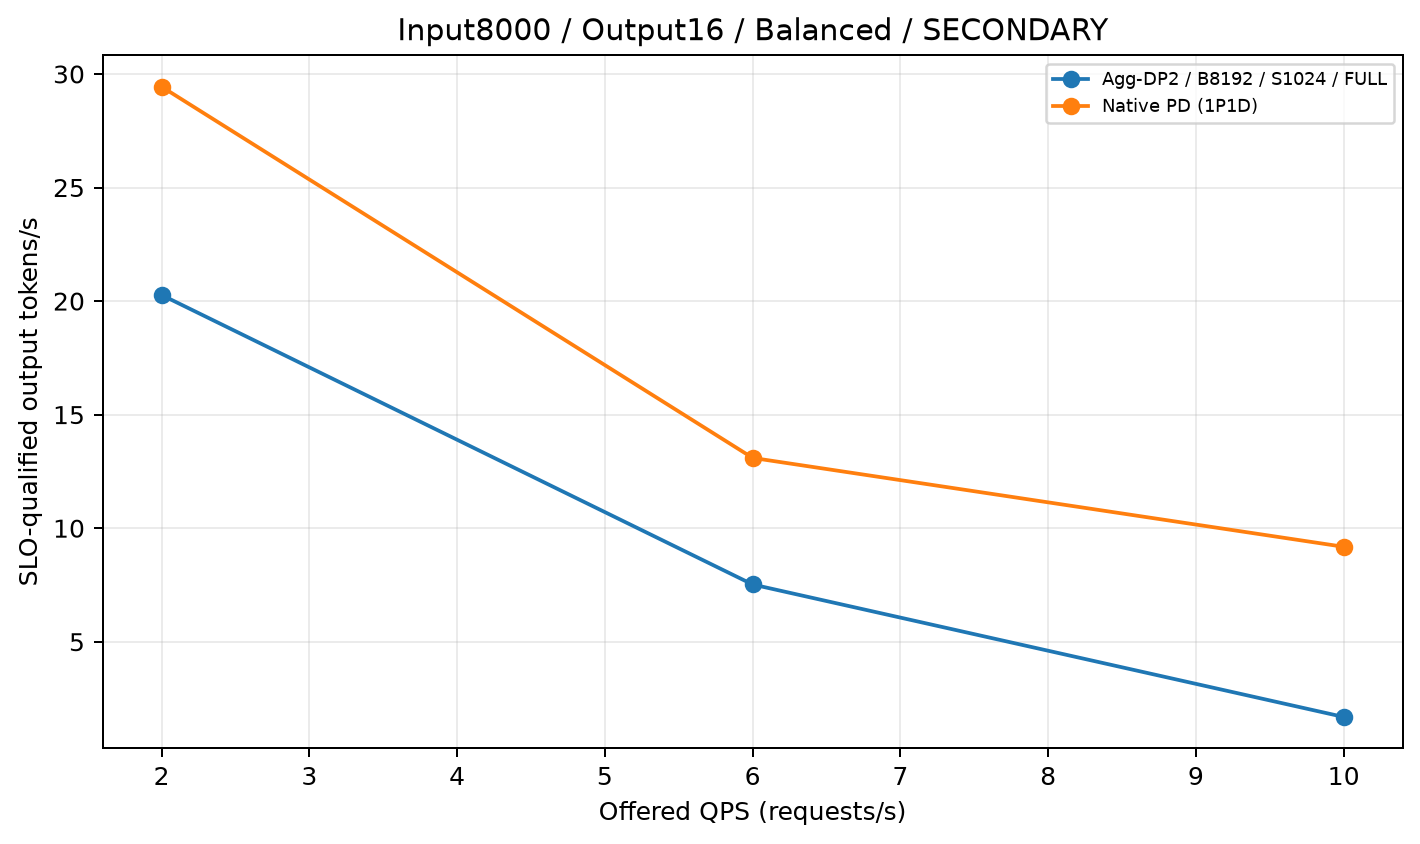 Input8000 / Output16 / Balanced / SECONDARY
Agg-DP2 / B8192 / S1024 / FULL
Native PD (1P1D)
SLO-qualified output tokens/s
30
25
20
15
10
5
2 3 4 5 6 7 8 9 10
Offered QPS (requests/s)